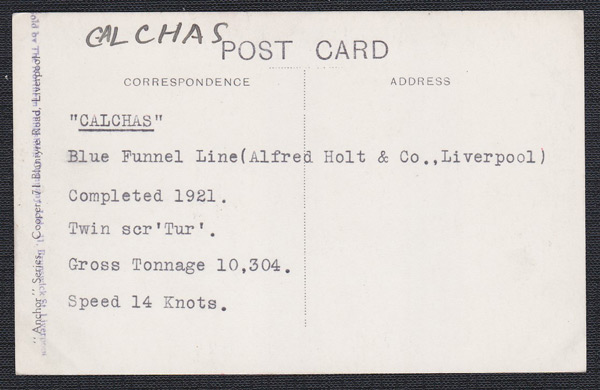 CALCHAS
POST CARD
CORRESPONDENCE
ADDRESS
"CALCHAS"
Blue Funnel Line(Alfred Holt & Co.,Liverpool)
Completed 1921.
Twin scr'Tur'.
Gross Tonnage 10,304.
Speed 14 Knots.
"Anchor" Series, Cooper, 71 Blantyre Road, Liverpool